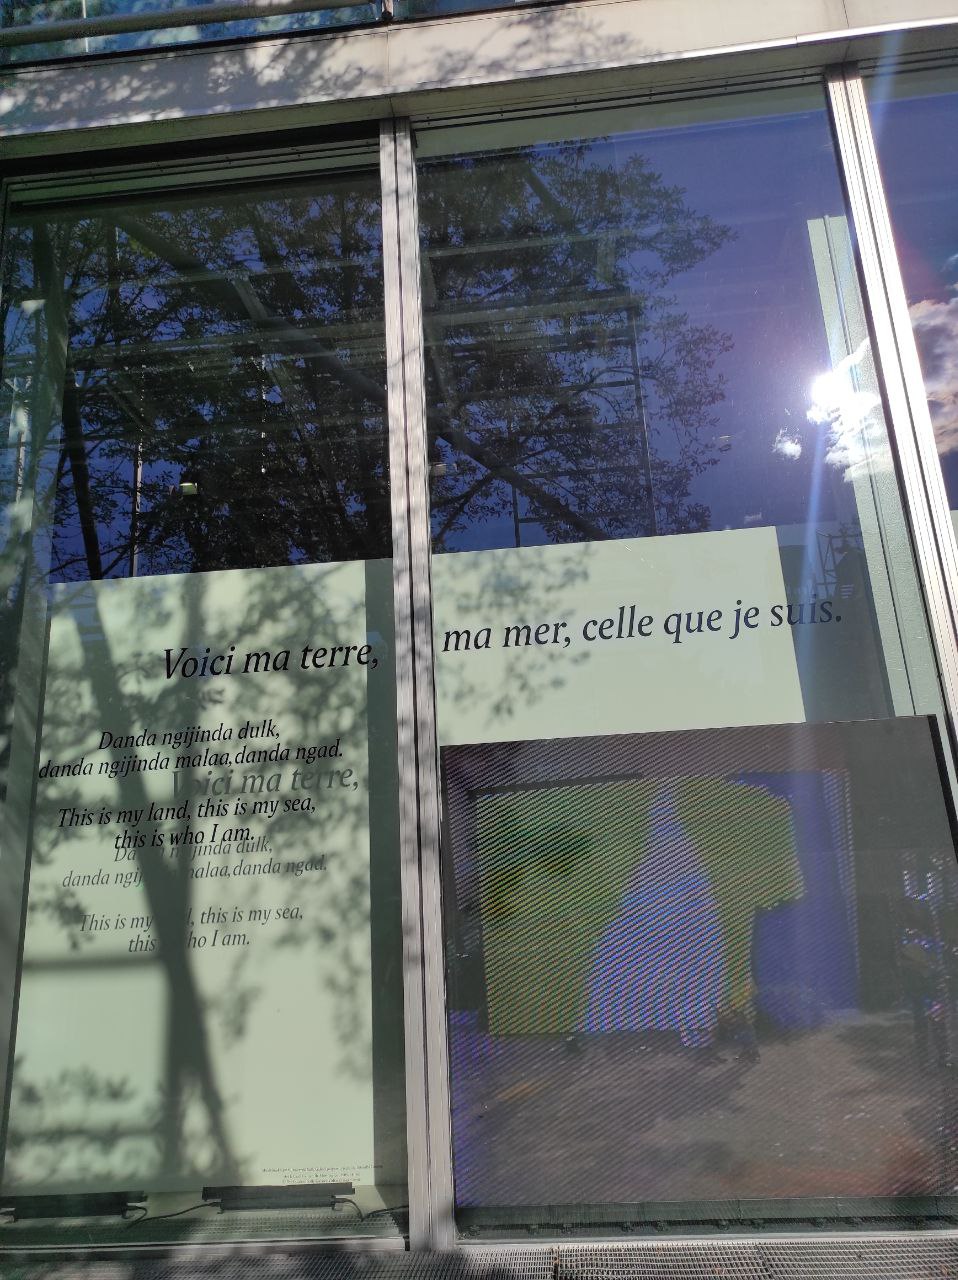 Voici ma terre, ma mer, celle que je suis.
Danda ngijinda dulk,
danda ngijinda malaa, danda ngad.
This is my land, this is my sea,
this is who I am.